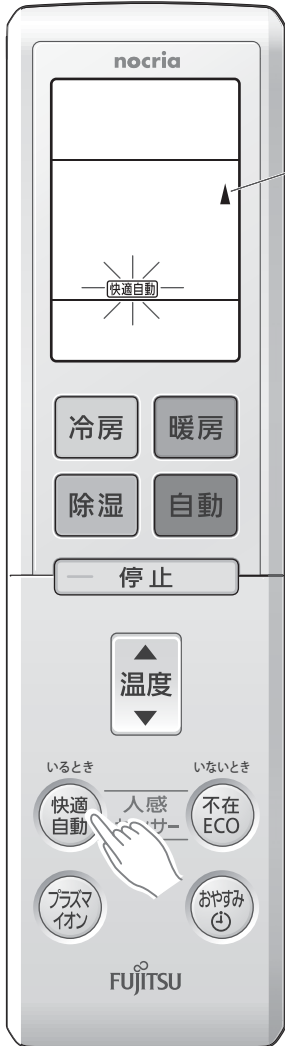 nocria
快適自動
冷房 暖房
除湿 自動
停止
温度
いるとき いないとき
快適
自動
人感
サー
不在
ECO
プラズマ
イオン
おやすみ
FUJITSU